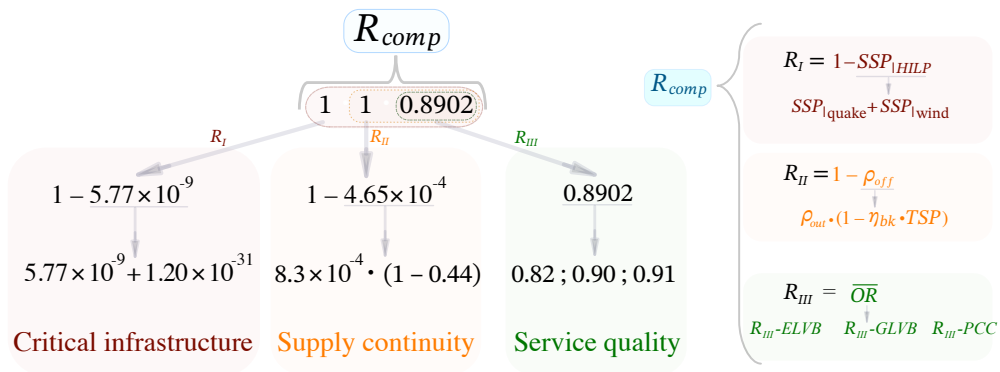 R_comp
1 1 · 0.8902
R_I R_II R_III
1 – 5.77×10^-9
1 – 4.65×10^-4
0.8902
5.77×10^-9 + 1.20×10^-31
8.3×10^-4 · (1 – 0.44)
0.82 ; 0.90 ; 0.91
Critical infrastructure
Supply continuity
Service quality
R_comp
R_I = 1–SSP_|HILP
SSP_|quake + SSP_|wind
R_II = 1 – ρ_off
ρ_out · (1 – η_bk · TSP)
R_III = \overline{OR}
R_III-ELVB R_III-GLVB R_III-PCC